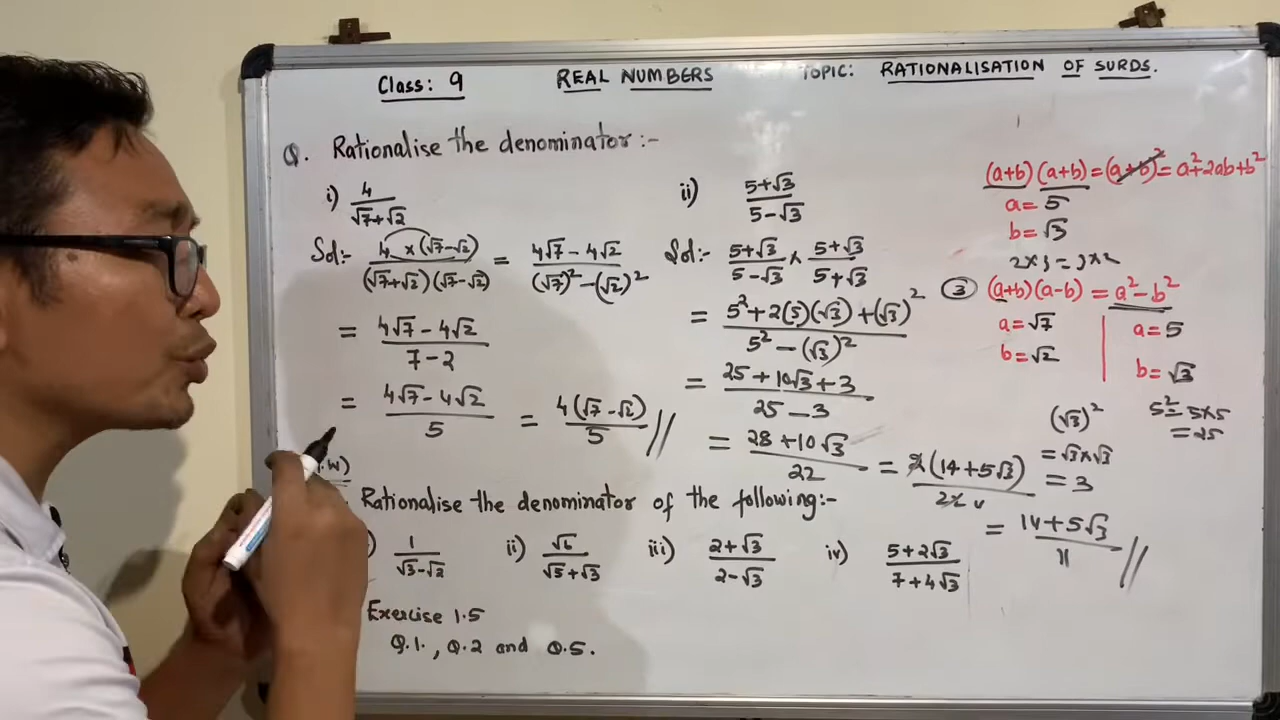 Class: 9 REAL NUMBERS TOPIC: RATIONALISATION OF SURDS.
Q. Rationalise the denominator:-
i) 4/(√7+√2)
Sol:- 4 × (√7-√2)/(√7+√2)(√7-√2) = (4√7 - 4√2)/((√7)² - (√2)²)
= (4√7 - 4√2)/(7 - 2)
= (4√7 - 4√2)/5 = 4(√7 - √2)/5 //
ii) (5+√3)/(5-√3)
Sol:- (5+√3)/(5-√3) × (5+√3)/(5+√3)
= (5² + 2(5)(√3) + (√3)²)/(5² - (√3)²)
= (25 + 10√3 + 3)/(25 - 3)
= (28 + 10√3)/22 = 2(14+5√3)/22
= (14+5√3)/11 //
(a+b)(a+b) = (a+b)² = a²+2ab+b²
a = 5
b = √3
2×3 = 3×2
③ (a+b)(a-b) = a² - b²
a = √7 | a = 5
b = √2 | b = √3
(√3)²
= √3×√3
= 3
5² = 5×5
= 25
.W)
Rationalise the denominator of the following:-
) 1/(√3-√2) ii) √6/(√5+√3) iii) (2+√3)/(2-√3) iv) (5+2√3)/(7+4√3)
Exercise 1.5
Q.1., Q.2 and Q.5.